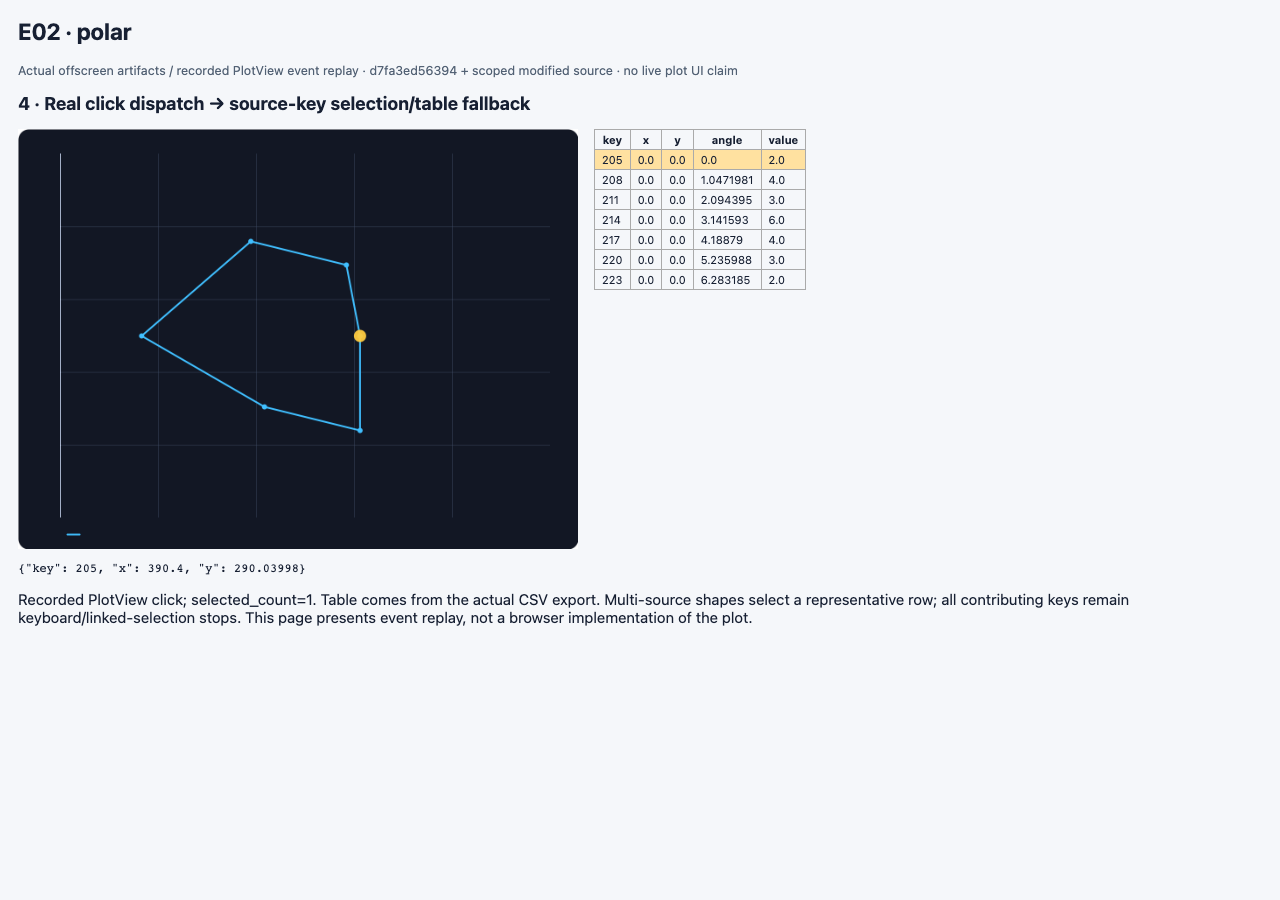 E02 · polar
Actual offscreen artifacts / recorded PlotView event replay · d7fa3ed56394 + scoped modified source · no live plot UI claim
4 · Real click dispatch → source-key selection/table fallback
key x y angle value
205 0.0 0.0 0.0 2.0
208 0.0 0.0 1.0471981 4.0
211 0.0 0.0 2.094395 3.0
214 0.0 0.0 3.141593 6.0
217 0.0 0.0 4.18879 4.0
220 0.0 0.0 5.235988 3.0
223 0.0 0.0 6.283185 2.0
{"key": 205, "x": 390.4, "y": 290.03998}
Recorded PlotView click; selected_count=1. Table comes from the actual CSV export. Multi-source shapes select a representative row; all contributing keys remain
keyboard/linked-selection stops. This page presents event replay, not a browser implementation of the plot.